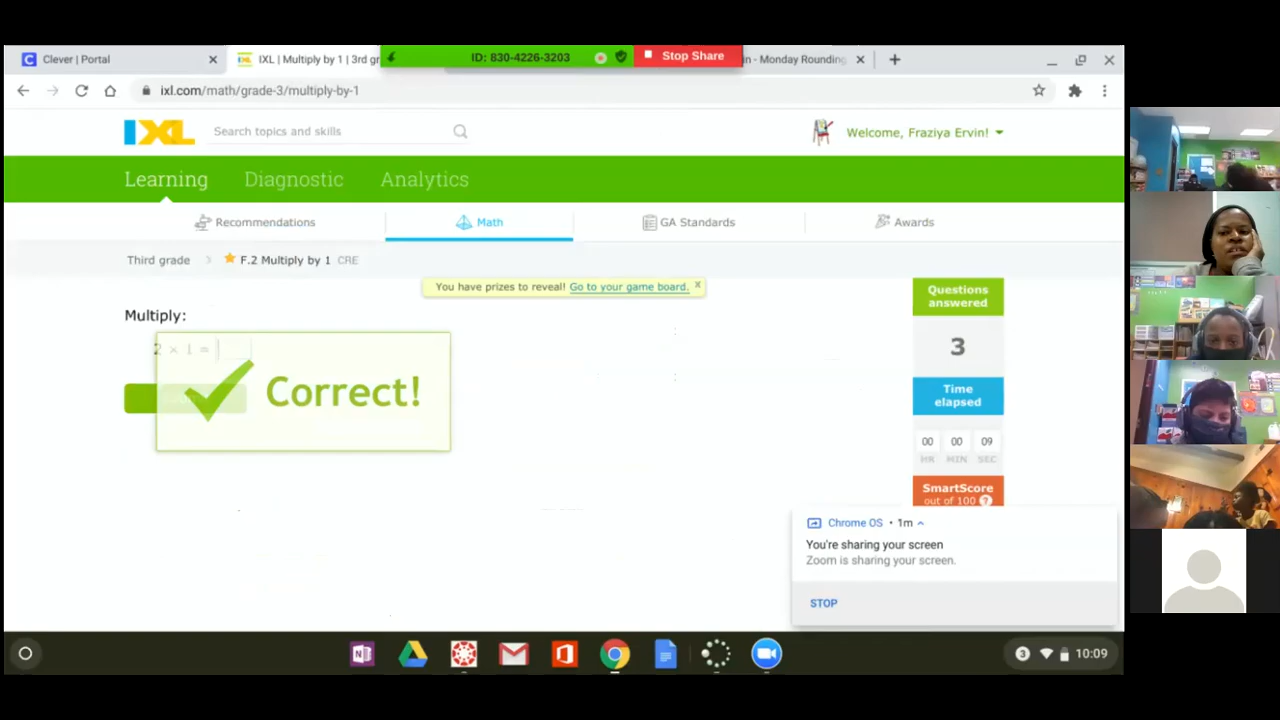 Clever | Portal
IXL | Multiply by 1 | 3rd gr
ID: 830-4226-3203
Stop Share
in - Monday Rounding
ixl.com/math/grade-3/multiply-by-1
IXL
Search topics and skills
Welcome, Fraziya Ervin!
Learning
Diagnostic
Analytics
Recommendations
Math
GA Standards
Awards
Third grade
F.2 Multiply by 1 CRE
You have prizes to reveal! Go to your game board. x
Multiply:
2 × 1 =
Correct!
Questions
answered
3
Time
elapsed
00 00 09
HR MIN SEC
SmartScore
out of 100 ?
Chrome OS • 1m
You're sharing your screen
Zoom is sharing your screen.
STOP
3
10:09